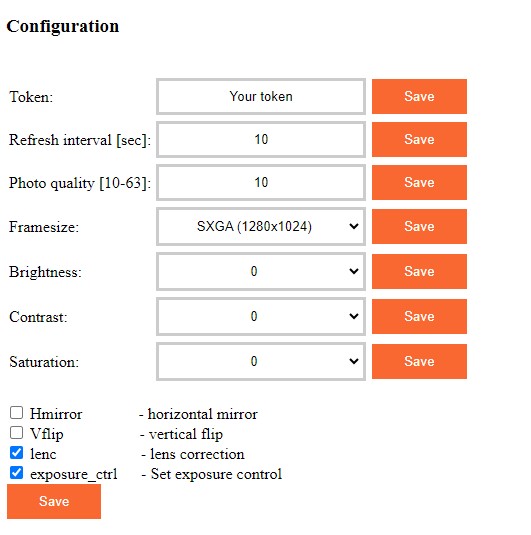 Configuration
Token: Your token Save
Refresh interval [sec]: 10 Save
Photo quality [10-63]: 10 Save
Framesize: SXGA (1280x1024) Save
Brightness: 0 Save
Contrast: 0 Save
Saturation: 0 Save
Hmirror - horizontal mirror
Vflip - vertical flip
lenc - lens correction
exposure_ctrl - Set exposure control
Save